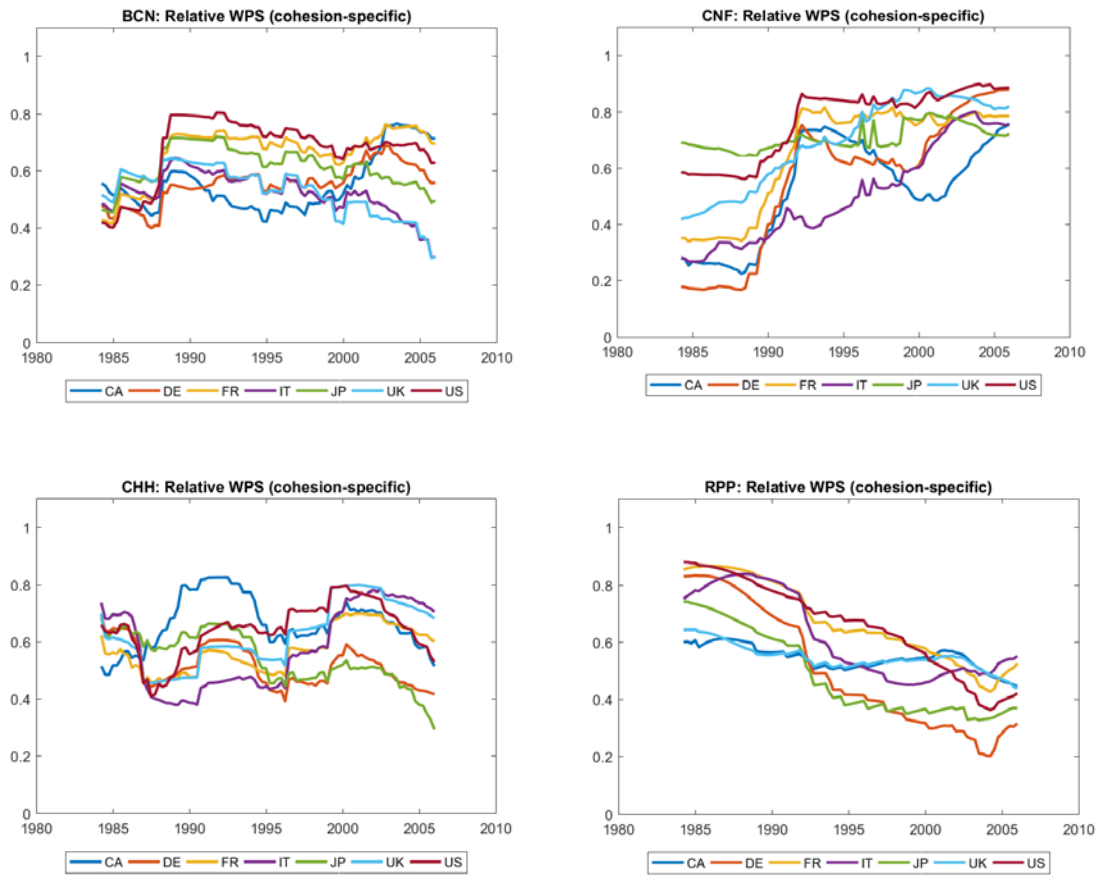 BCN: Relative WPS (cohesion-specific)
1
0.8
0.6
0.4
0.2
0
1980 1985 1990 1995 2000 2005 2010
CA DE FR IT JP UK US
CNF: Relative WPS (cohesion-specific)
1
0.8
0.6
0.4
0.2
0
1980 1985 1990 1995 2000 2005 2010
CA DE FR IT JP UK US
CHH: Relative WPS (cohesion-specific)
1
0.8
0.6
0.4
0.2
0
1980 1985 1990 1995 2000 2005 2010
CA DE FR IT JP UK US
RPP: Relative WPS (cohesion-specific)
1
0.8
0.6
0.4
0.2
0
1980 1985 1990 1995 2000 2005 2010
CA DE FR IT JP UK US